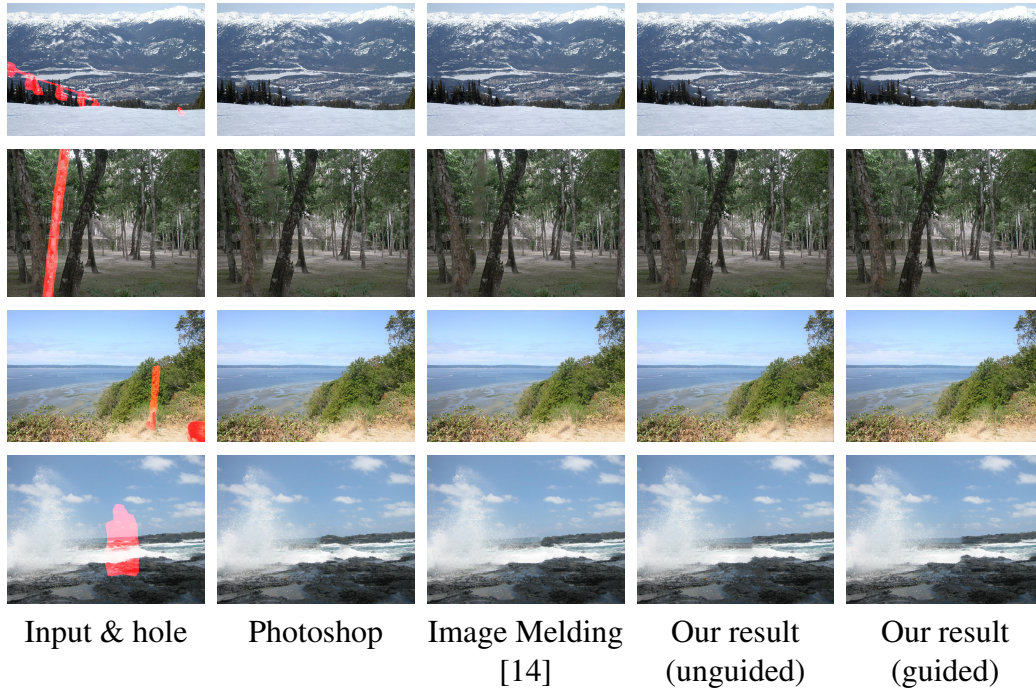 Input & hole
Photoshop
Image Melding
[14]
Our result
(unguided)
Our result
(guided)